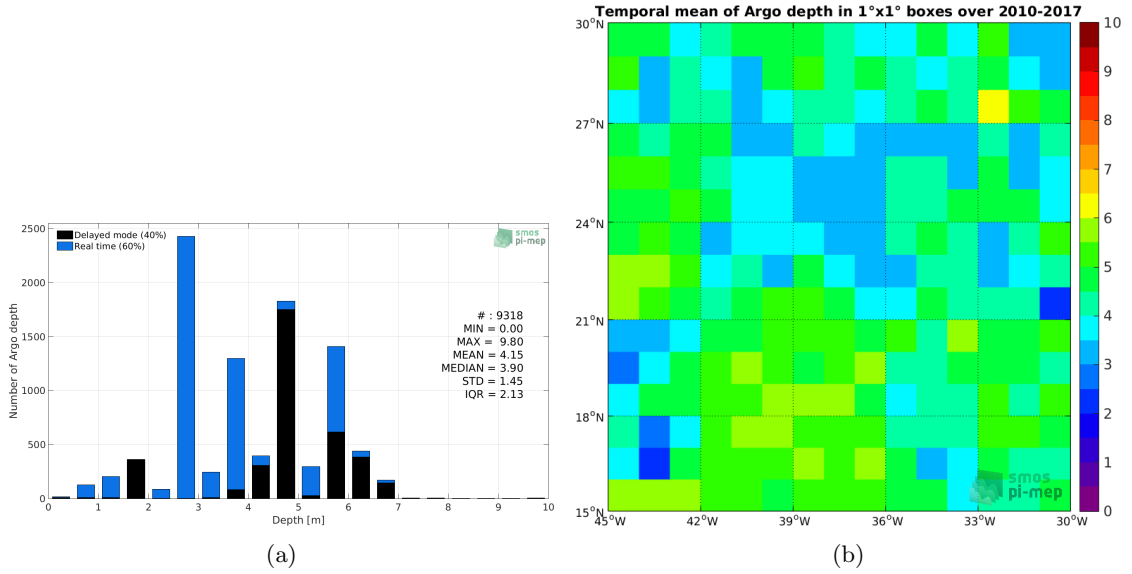 2500
2000
1500
1000
500
0
Number of Argo depth
Delayed mode (40%)
Real time (60%)
smos
pi-mep
# : 9318
MIN = 0.00
MAX = 9.80
MEAN = 4.15
MEDIAN = 3.90
STD = 1.45
IQR = 2.13
0 1 2 3 4 5 6 7 8 9 10
Depth [m]
(a)
Temporal mean of Argo depth in 1°x1° boxes over 2010-2017
30°N
27°N
24°N
21°N
18°N
15°N
45°W 42°W 39°W 36°W 33°W 30°W
smos
pi-mep
10
9
8
7
6
5
4
3
2
1
0
(b)